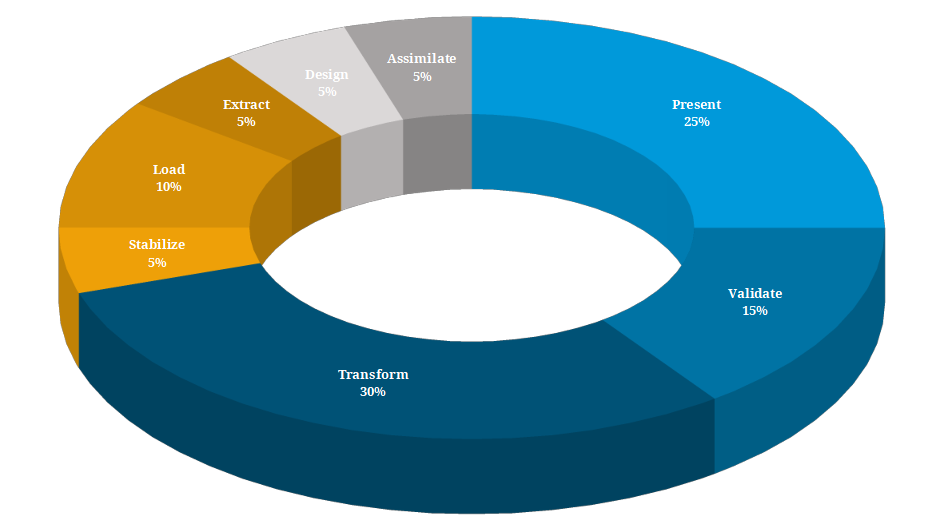 Assimilate
5%
Present
25%
Design
5%
Extract
5%
Load
10%
Stabilize
5%
Validate
15%
Transform
30%